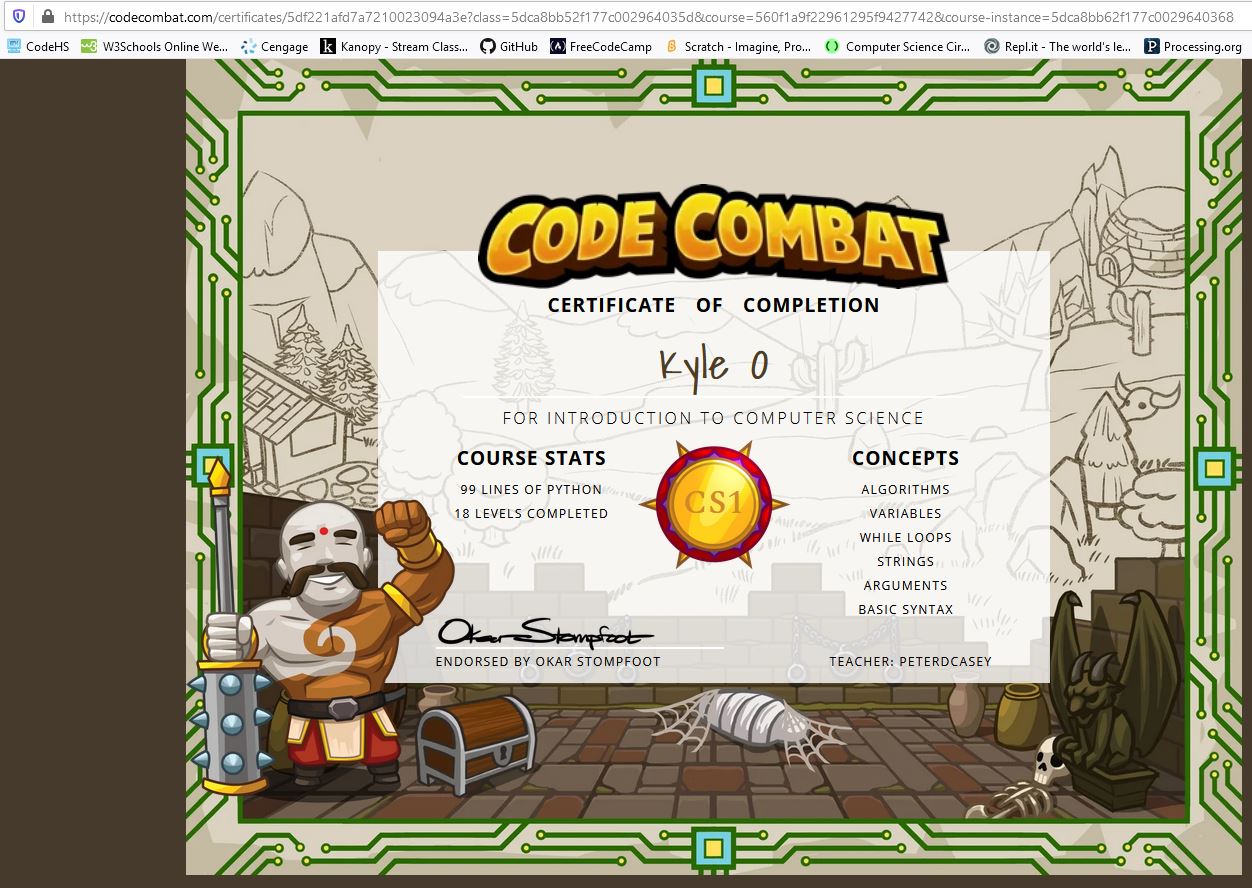 https://codecombat.com/certificates/5df221afd7a7210023094a3e?class=5dca8bb52f177c002964035d&course=560f1a9f22961295f9427742&course-instance=5dca8bb62f177c0029640368
CodeHS W3Schools Online We... Cengage Kanopy - Stream Class... GitHub FreeCodeCamp Scratch - Imagine, Pro... Computer Science Cir... Repl.it - The world's le... Processing.org
CODE COMBAT
CERTIFICATE OF COMPLETION
Kyle O
FOR INTRODUCTION TO COMPUTER SCIENCE
COURSE STATS
99 LINES OF PYTHON
18 LEVELS COMPLETED
CS1
CONCEPTS
ALGORITHMS
VARIABLES
WHILE LOOPS
STRINGS
ARGUMENTS
BASIC SYNTAX
Okar Stompfoot
ENDORSED BY OKAR STOMPFOOT
TEACHER: PETERDCASEY